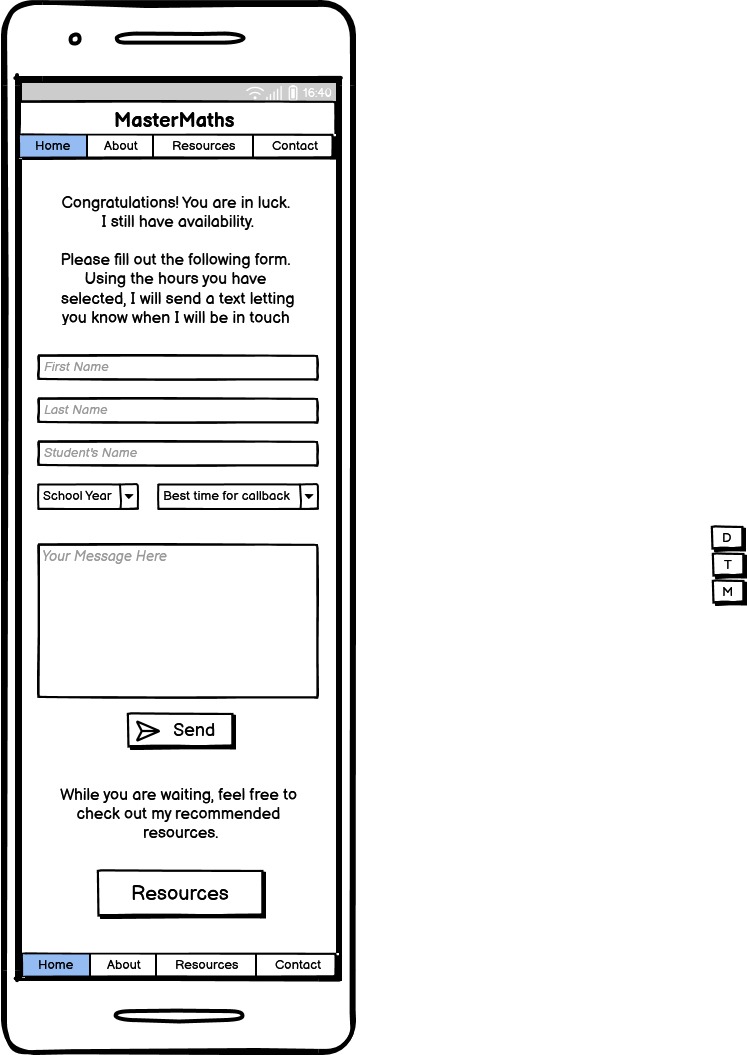 16:40
MasterMaths
Home About Resources Contact
Congratulations! You are in luck.
I still have availability.
Please fill out the following form.
Using the hours you have
selected, I will send a text letting
you know when I will be in touch
First Name
Last Name
Student's Name
School Year Best time for callback
Your Message Here
Send
While you are waiting, feel free to
check out my recommended
resources.
Resources
Home About Resources Contact
D
T
M